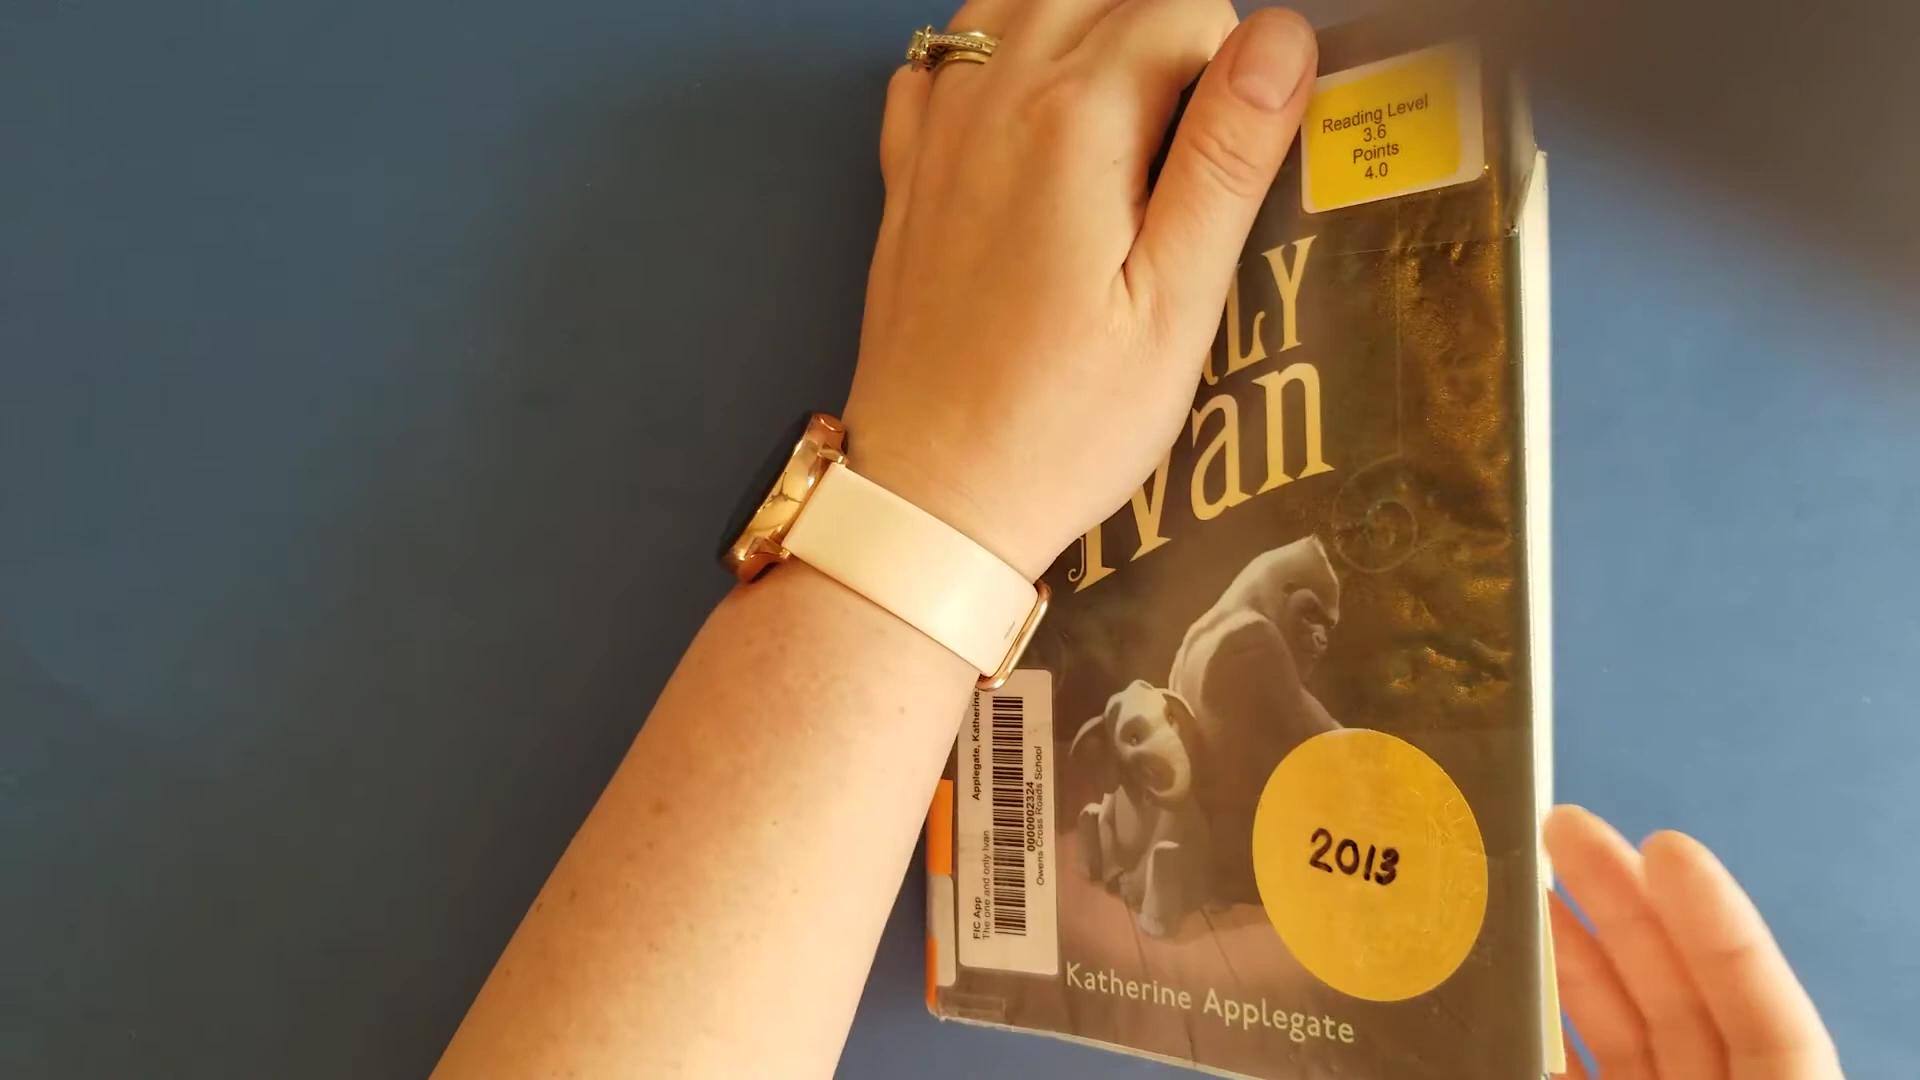 Reading Level
3.6
Points
4.0
LY
Ivan
Applegate, Katherine
FIC App
The one and only Ivan
0000002324
Owens Cross Roads School
2013
Katherine Applegate